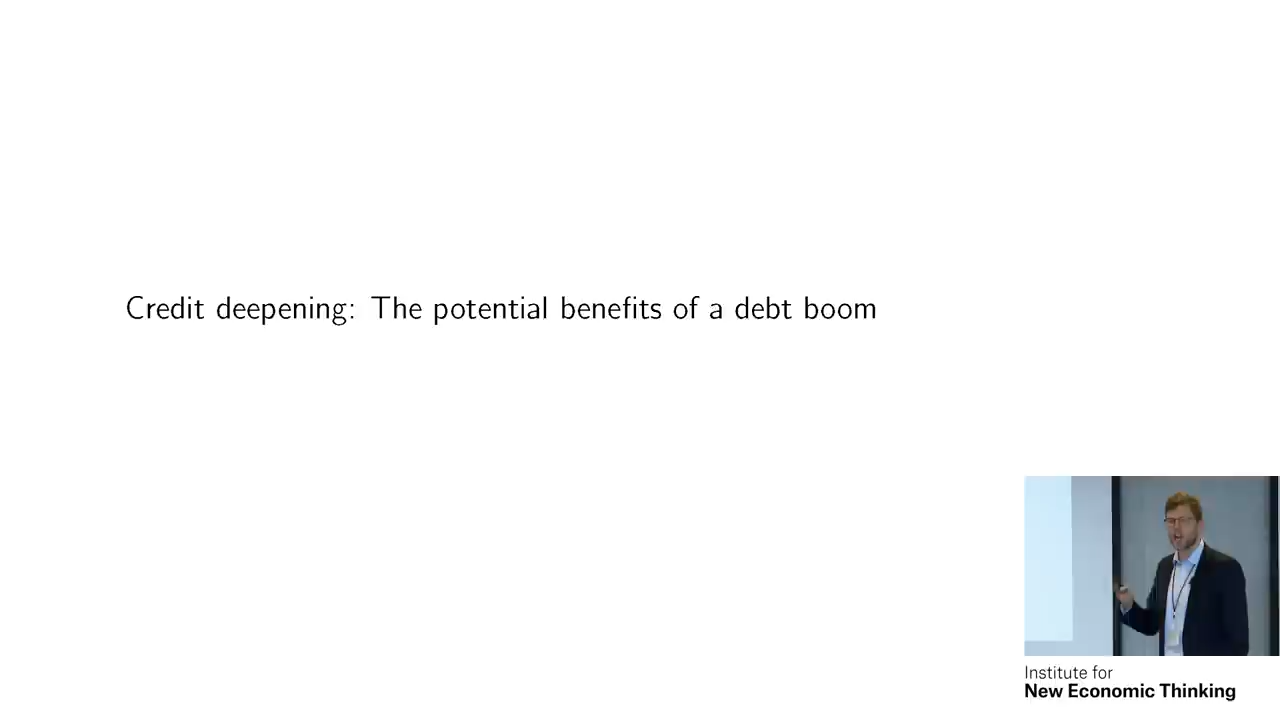 Credit deepening: The potential benefits of a debt boom
Institute for
New Economic Thinking